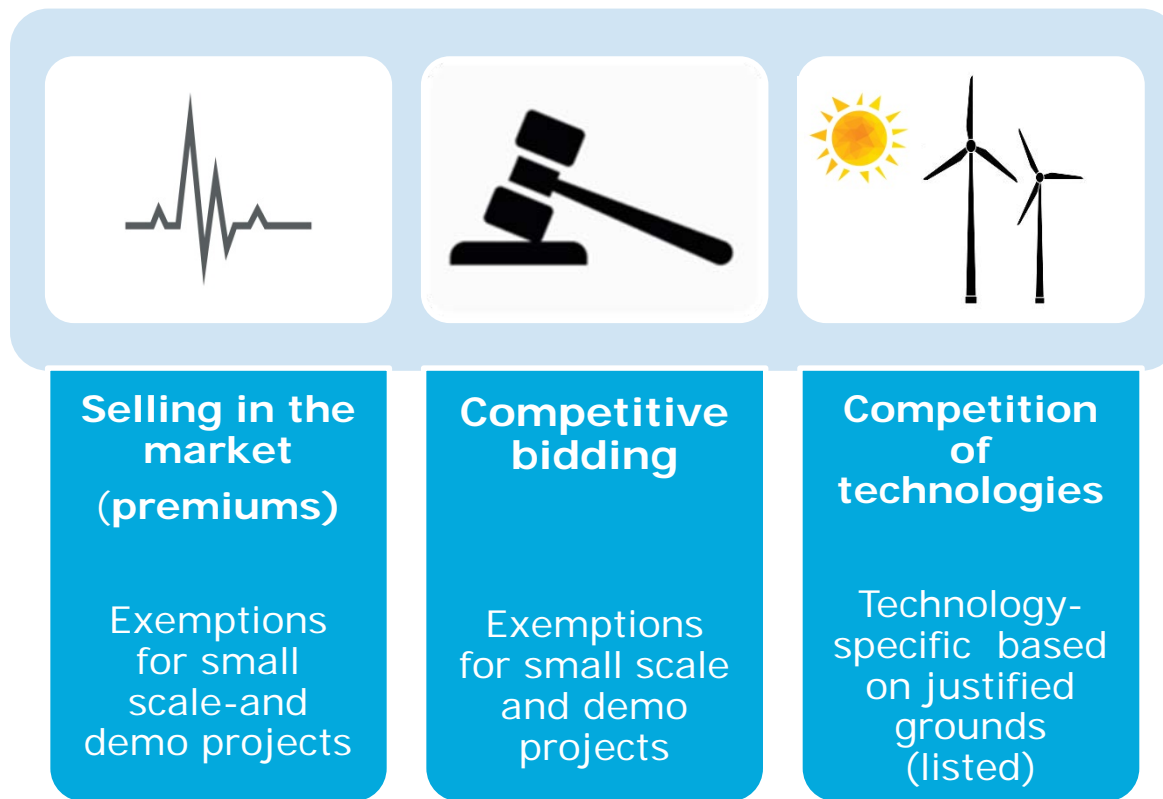 Selling in the
market
(premiums)
Exemptions
for small
scale-and
demo projects
Competitive
bidding
Exemptions
for small scale
and demo
projects
Competition
of
technologies
Technology-
specific based
on justified
grounds
(listed)